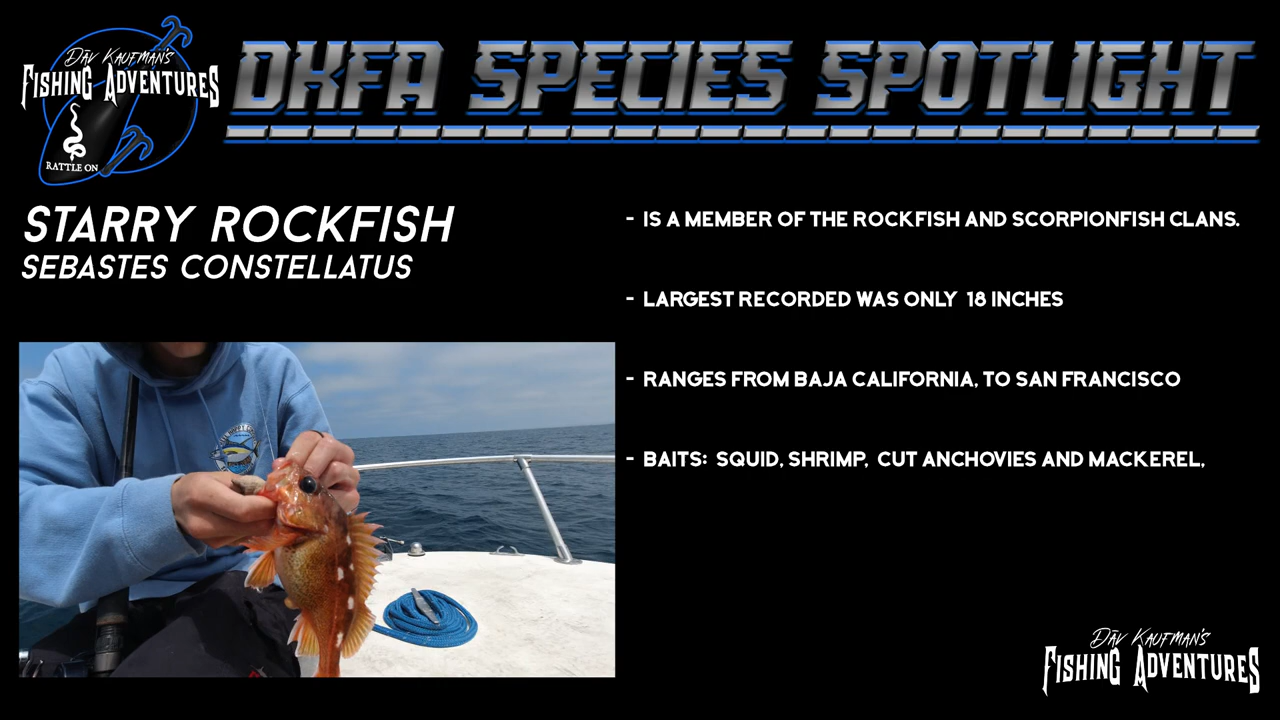 DĀV KAUFMAN'S
FISHING ADVENTURES
RATTLE ON
DKFA SPECIES SPOTLIGHT
STARRY ROCKFISH
SEBASTES CONSTELLATUS
- IS A MEMBER OF THE ROCKFISH AND SCORPIONFISH CLANS.
- LARGEST RECORDED WAS ONLY 18 INCHES
- RANGES FROM BAJA CALIFORNIA, TO SAN FRANCISCO
- BAITS: SQUID, SHRIMP, CUT ANCHOVIES AND MACKEREL,
DĀV KAUFMAN'S
FISHING ADVENTURES